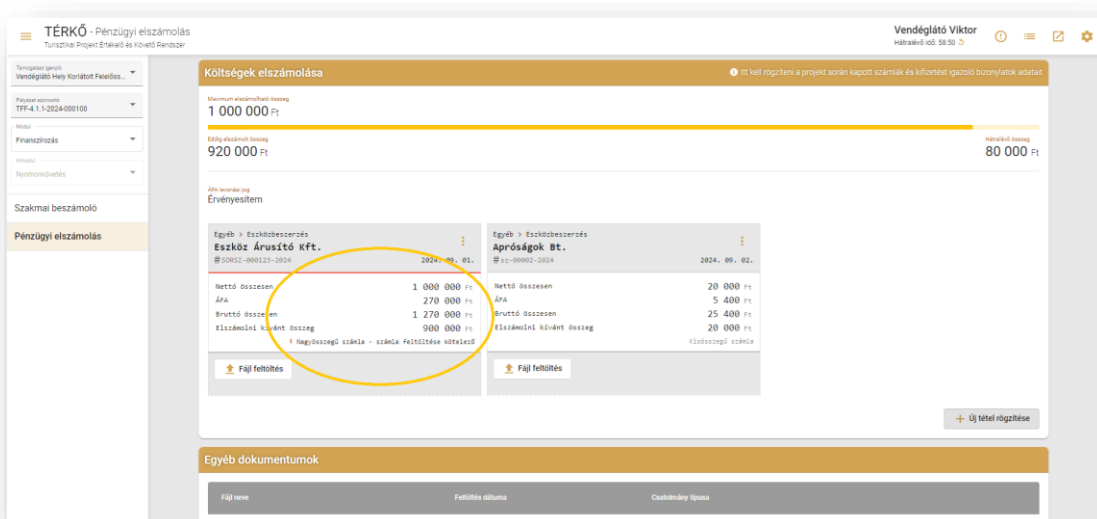 TÉRKŐ - Pénzügyi elszámolás
Turisztikai Projekt Értékelő és Követő Rendszer
Vendéglátó Viktor
Hátralévő idő: 58:50
Támogatást igénylő
Vendéglátó Hely Korlátolt Felelőss...
Pályázat azonosító
TFF-4.1.1-2024-000100
Modul
Finanszírozás
Almodul
Nyomonkövetés
Szakmai beszámoló
Pénzügyi elszámolás
Költségek elszámolása
Itt kell rögzíteni a projekt során kapott számlák és kifizetést igazoló bizonylatok adatait
Maximum elszámolható összeg
1 000 000 Ft
Eddig elszámolt összeg
920 000 Ft
Hátralévő összeg
80 000 Ft
ÁFA levonási jog
Érvényesítem
Egyéb > Eszközbeszerzés
Eszköz Árusító Kft.
#SORSZ-000123-2024 2024. 09. 01.
Nettó összesen 1 000 000 Ft
ÁFA 270 000 Ft
Bruttó összesen 1 270 000 Ft
Elszámolni kívánt összeg 900 000 Ft
! Nagyösszegű számla - számla feltöltése kötelező
Fájl feltöltés
Egyéb > Eszközbeszerzés
Apróságok Bt.
#sz-00002-2024 2024. 09. 02.
Nettó összesen 20 000 Ft
ÁFA 5 400 Ft
Bruttó összesen 25 400 Ft
Elszámolni kívánt összeg 20 000 Ft
Kisösszegű számla
Fájl feltöltés
+ Új tétel rögzítése
Egyéb dokumentumok
Fájl neve Feltöltés dátuma Csatolmány típusa